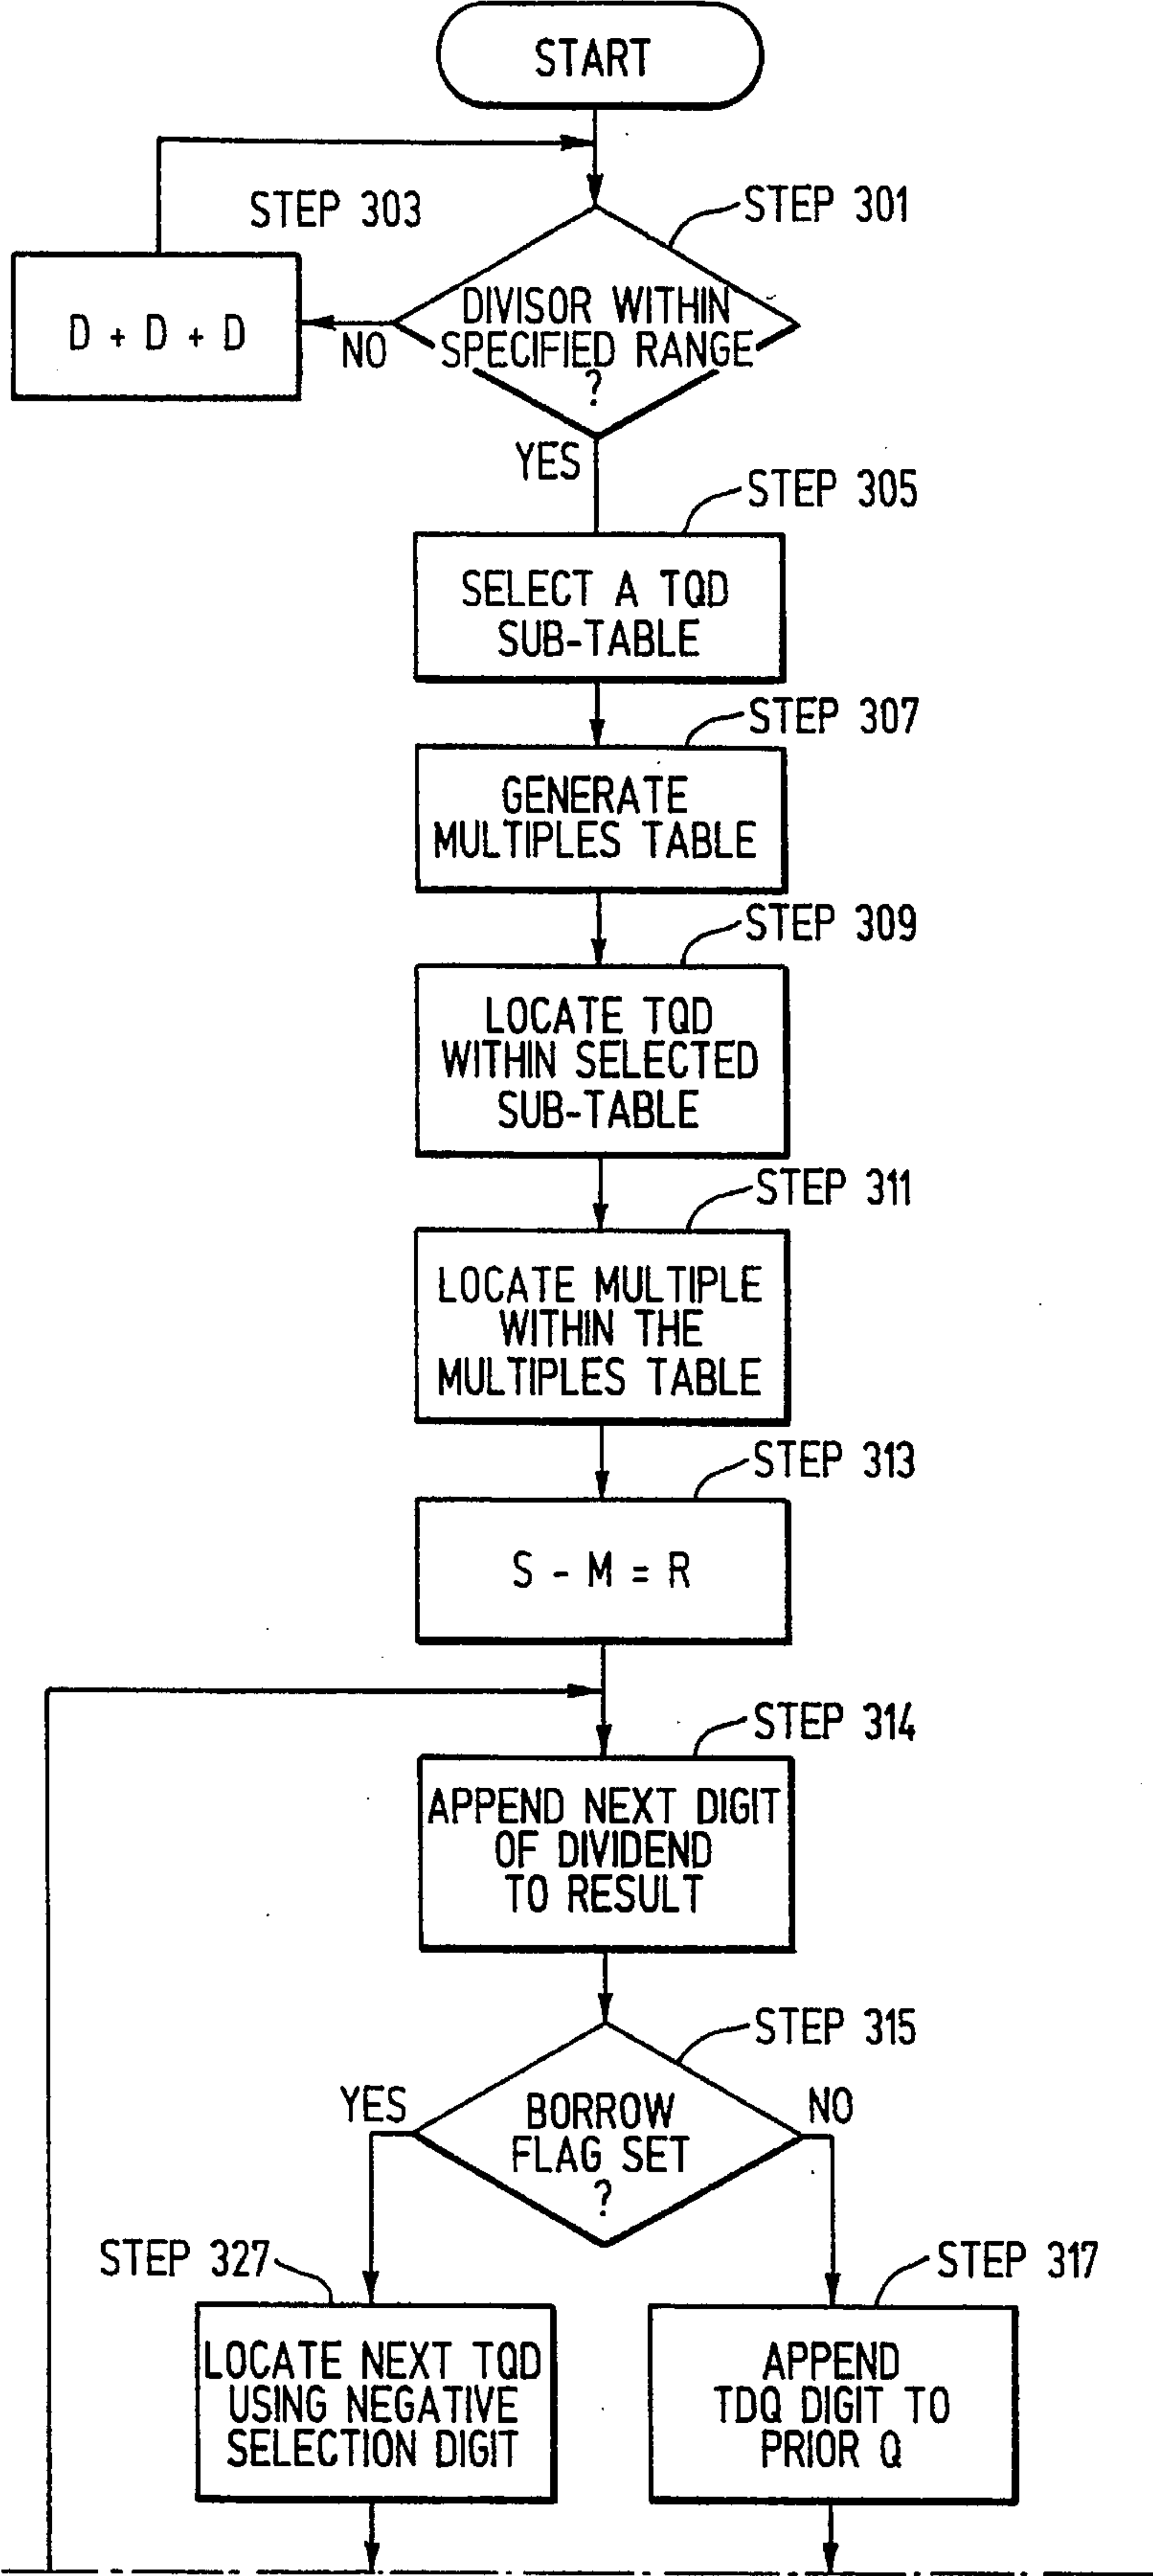 START
STEP 303
STEP 301
D + D + D
NO
DIVISOR WITHIN
SPECIFIED RANGE
?
YES
STEP 305
SELECT A TQD
SUB-TABLE
STEP 307
GENERATE
MULTIPLES TABLE
STEP 309
LOCATE TQD
WITHIN SELECTED
SUB-TABLE
STEP 311
LOCATE MULTIPLE
WITHIN THE
MULTIPLES TABLE
STEP 313
S - M = R
STEP 314
APPEND NEXT DIGIT
OF DIVIDEND
TO RESULT
STEP 315
YES
BORROW
FLAG SET
?
NO
STEP 327
LOCATE NEXT TQD
USING NEGATIVE
SELECTION DIGIT
STEP 317
APPEND
TDQ DIGIT TO
PRIOR Q